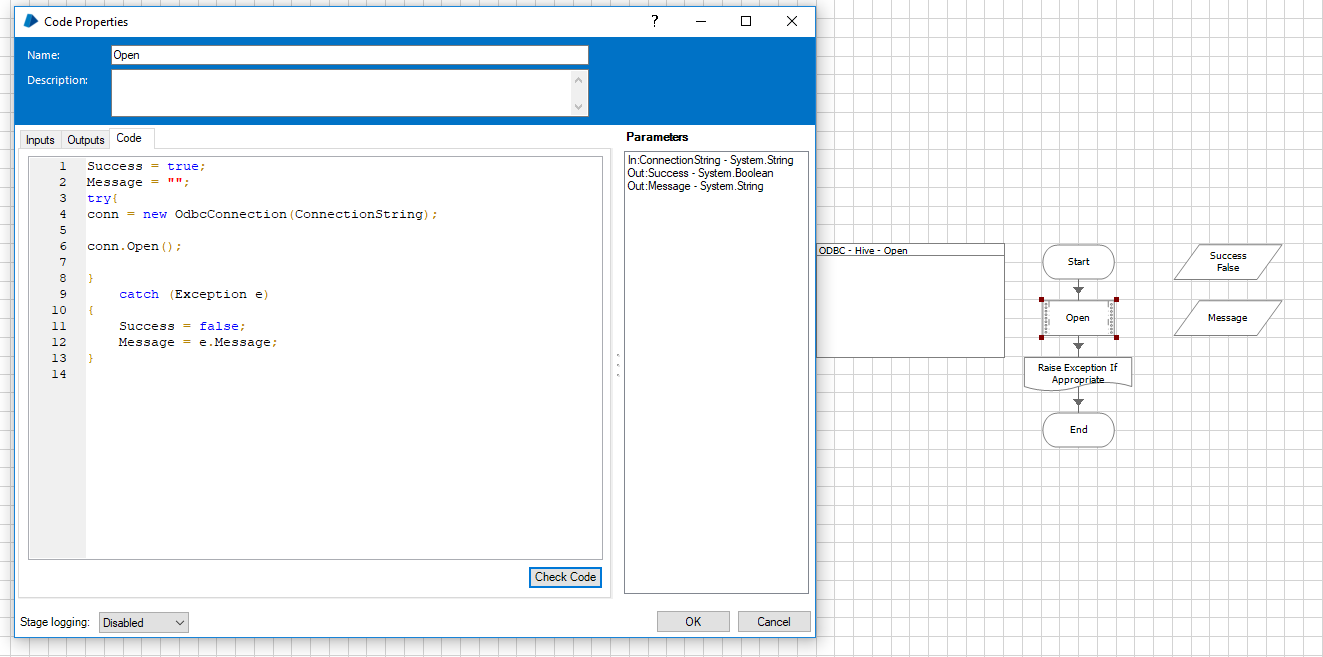 Code Properties
?
Name:
Open
Description:
Inputs
Outputs
Code
1 Success = true;
2 Message = "";
3 try{
4 conn = new OdbcConnection(ConnectionString);
5
6 conn.Open();
7
8 }
9 catch (Exception e)
10 {
11 Success = false;
12 Message = e.Message;
13 }
14
Check Code
Parameters
In:ConnectionString - System.String
Out:Success - System.Boolean
Out:Message - System.String
Stage logging:
Disabled
OK
Cancel
ODBC - Hive - Open
Start
Open
Raise Exception If
Appropriate
End
Success
False
Message